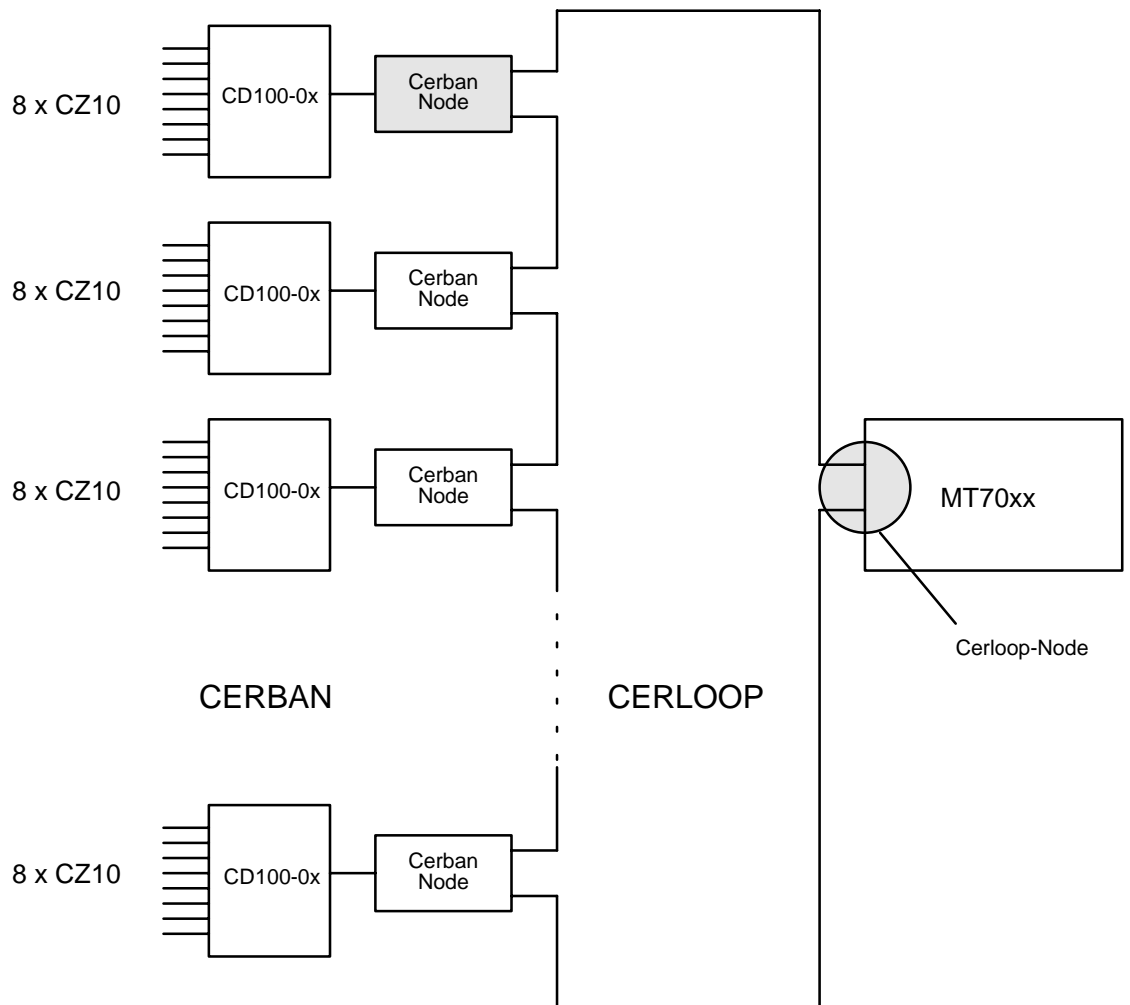 8 x CZ10
CD100-0x
Cerban
Node
8 x CZ10
CD100-0x
Cerban
Node
8 x CZ10
CD100-0x
Cerban
Node
MT70xx
Cerloop-Node
CERBAN
CERLOOP
8 x CZ10
CD100-0x
Cerban
Node